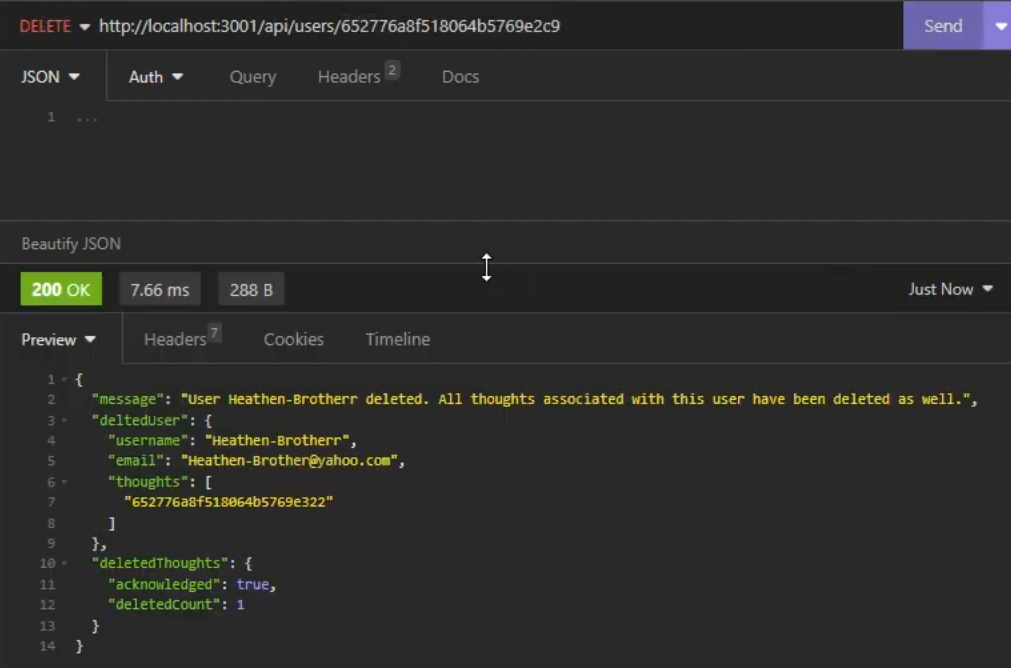 DELETE http://localhost:3001/api/users/652776a8f518064b5769e2c9 Send
JSON Auth Query Headers 2 Docs
1 ...
Beautify JSON
200 OK 7.66 ms 288 B Just Now
Preview Headers 7 Cookies Timeline
1 {
2 "message": "User Heathen-Brotherr deleted. All thoughts associated with this user have been deleted as well.",
3 "deltedUser": {
4 "username": "Heathen-Brotherr",
5 "email": "Heathen-Brother@yahoo.com",
6 "thoughts": [
7 "652776a8f518064b5769e322"
8 ]
9 },
10 "deletedThoughts": {
11 "acknowledged": true,
12 "deletedCount": 1
13 }
14 }